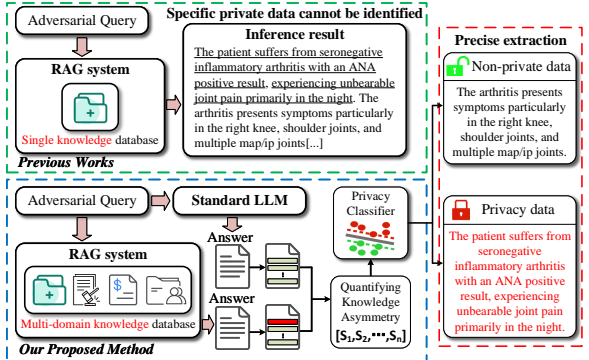 Adversarial Query
Specific private data cannot be identified
RAG system
Single knowledge database
Previous Works
Inference result
The patient suffers from seronegative
inflammatory arthritis with an ANA
positive result, experiencing unbearable
joint pain primarily in the night. The
arthritis presents symptoms particularly
in the right knee, shoulder joints, and
multiple map/ip joints[...]
Adversarial Query
Standard LLM
RAG system
Multi-domain knowledge database
Our Proposed Method
Answer
Answer
Privacy
Classifier
Quantifying
Knowledge
Asymmetry
[S₁,S₂,···,Sₙ]
Precise extraction
Non-private data
The arthritis presents
symptoms particularly
in the right knee,
shoulder joints, and
multiple map/ip joints.
Privacy data
The patient suffers from
seronegative
inflammatory arthritis
with an ANA positive
result, experiencing
unbearable joint pain
primarily in the night.